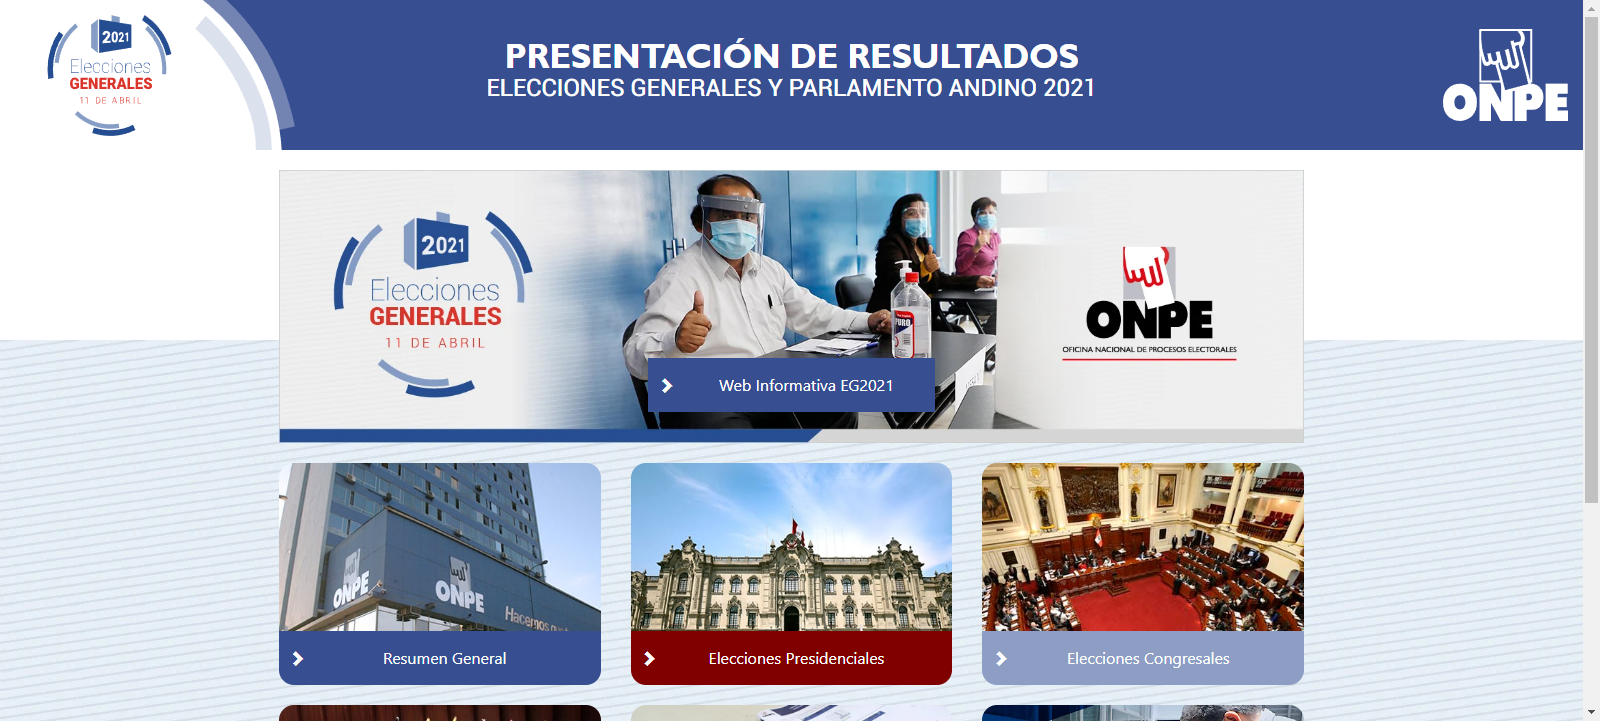 2021
Elecciones
GENERALES
11 DE ABRIL
PRESENTACIÓN DE RESULTADOS
ELECCIONES GENERALES Y PARLAMENTO ANDINO 2021
ONPE
2021
Elecciones
GENERALES
11 DE ABRIL
PURO
ONPE
OFICINA NACIONAL DE PROCESOS ELECTORALES
Web Informativa EG2021
ONPE
ONPE
Hacemos
Resumen General
Elecciones Presidenciales
Elecciones Congresales